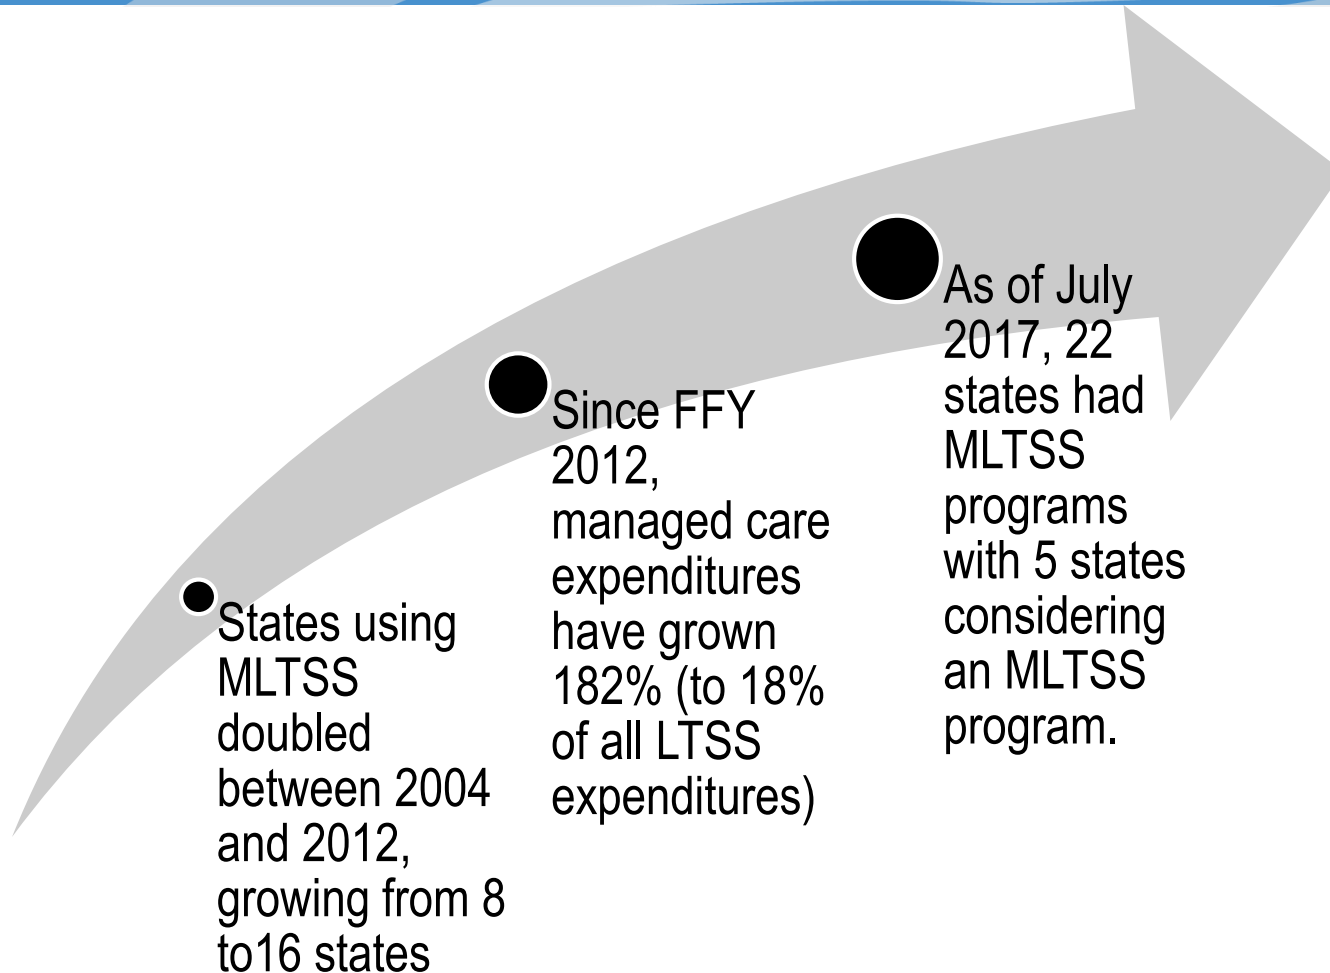 States using
MLTSS
doubled
between 2004
and 2012,
growing from 8
to16 states
Since FFY
2012,
managed care
expenditures
have grown
182% (to 18%
of all LTSS
expenditures)
As of July
2017, 22
states had
MLTSS
programs
with 5 states
considering
an MLTSS
program.